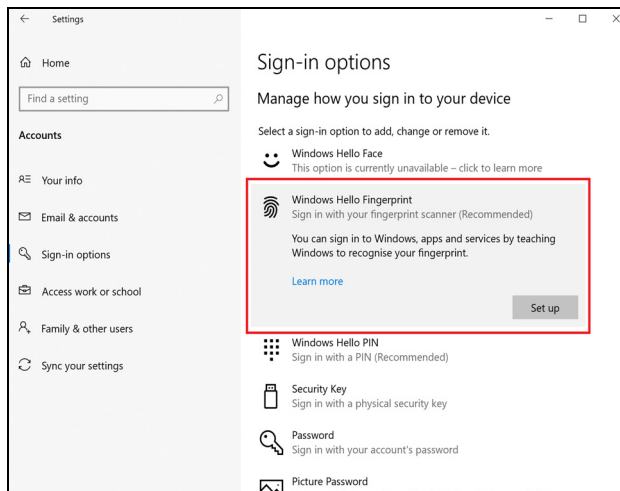 Settings
Home
Find a setting
Accounts
Your info
Email & accounts
Sign-in options
Access work or school
Family & other users
Sync your settings
Sign-in options
Manage how you sign in to your device
Select a sign-in option to add, change or remove it.
Windows Hello Face
This option is currently unavailable – click to learn more
Windows Hello Fingerprint
Sign in with your fingerprint scanner (Recommended)
You can sign in to Windows, apps and services by teaching
Windows to recognise your fingerprint.
Learn more
Set up
Windows Hello PIN
Sign in with a PIN (Recommended)
Security Key
Sign in with a physical security key
Password
Sign in with your account's password
Picture Password